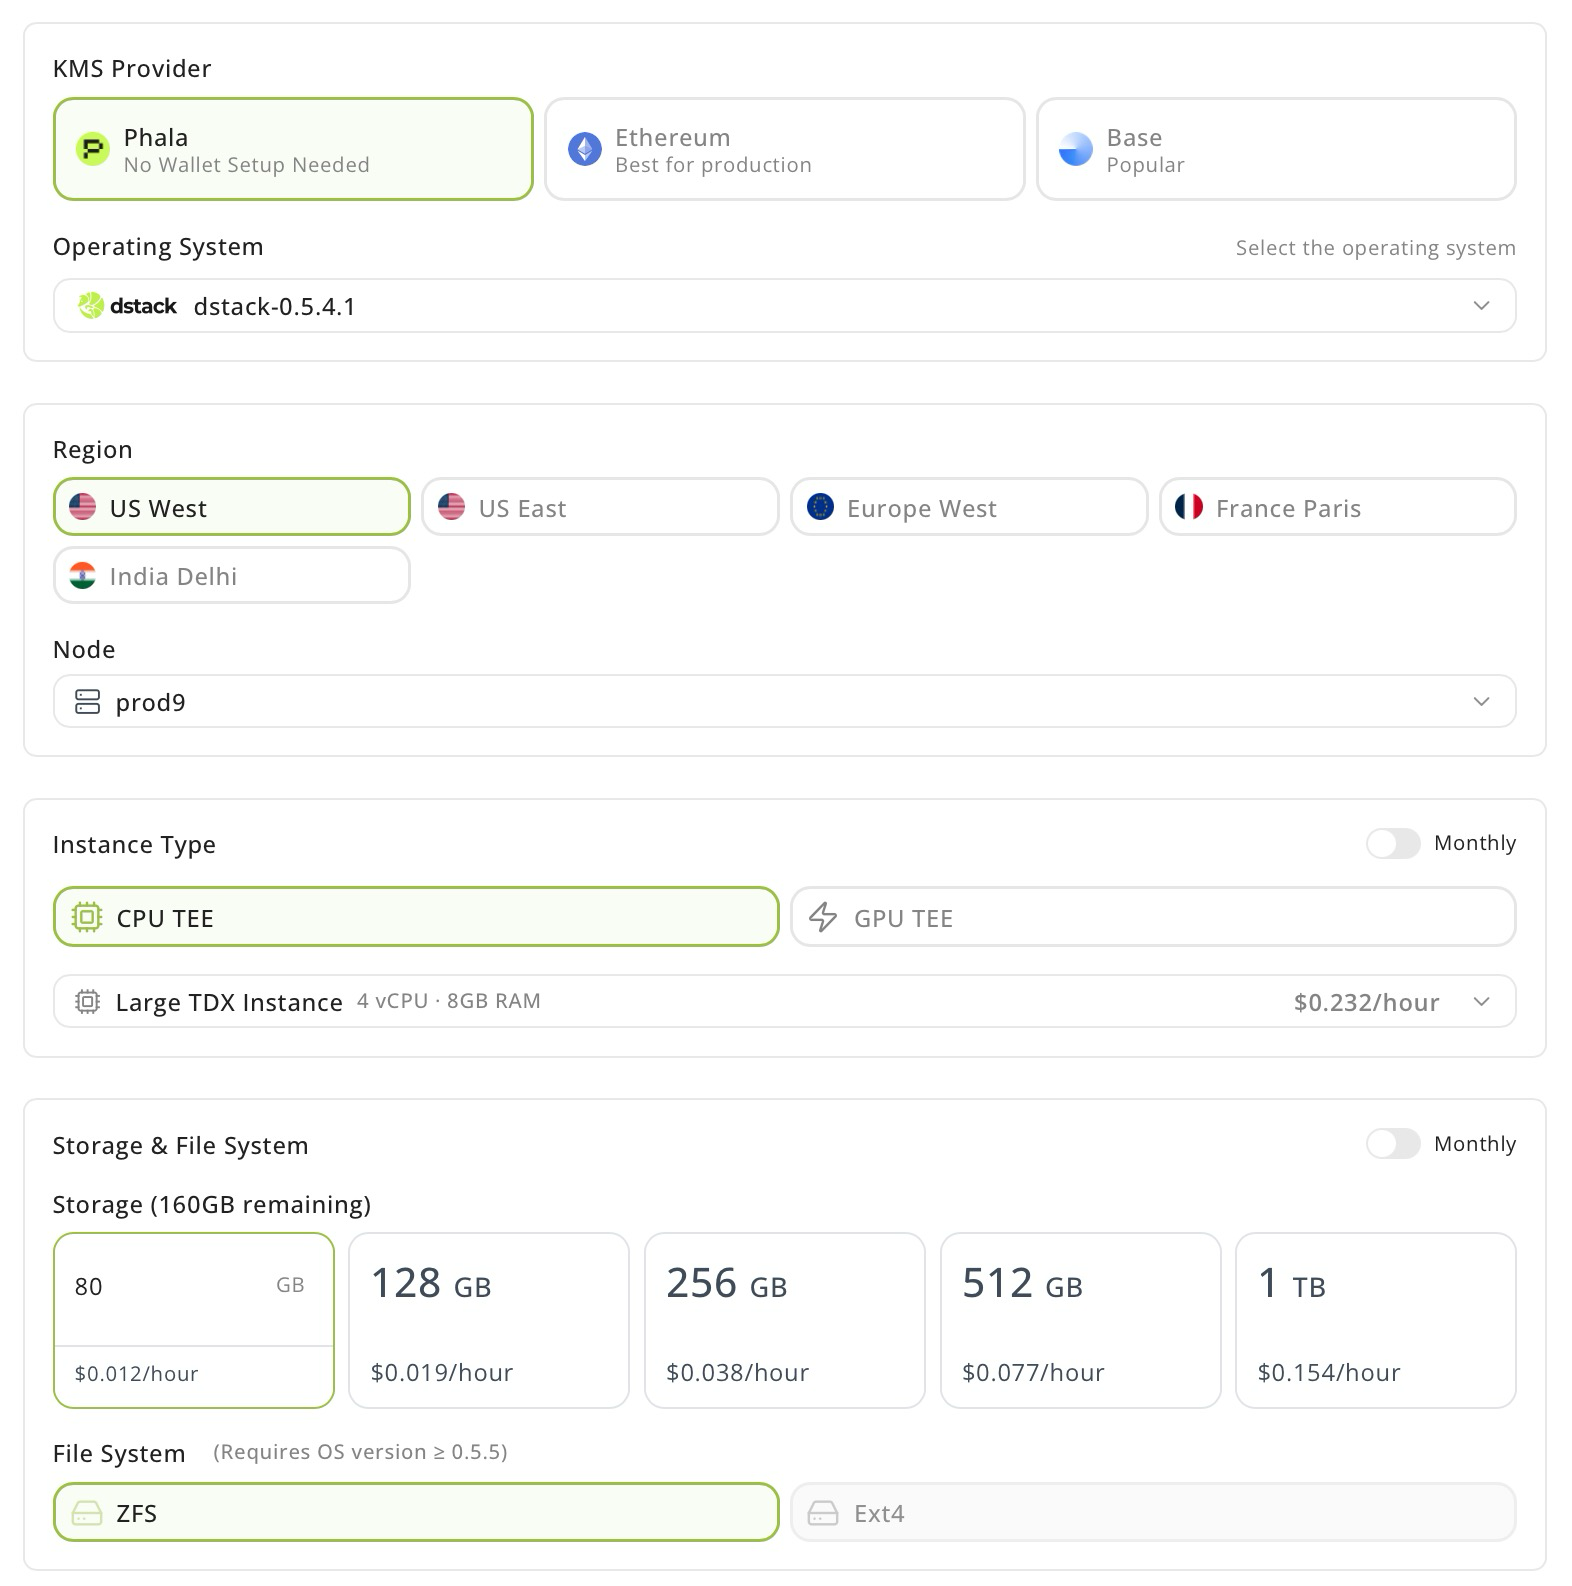 KMS Provider
Phala
No Wallet Setup Needed
Ethereum
Best for production
Base
Popular
Operating System
Select the operating system
dstack dstack-0.5.4.1
Region
US West
US East
Europe West
France Paris
India Delhi
Node
prod9
Instance Type
Monthly
CPU TEE
GPU TEE
Large TDX Instance 4 vCPU · 8GB RAM $0.232/hour
Storage & File System
Monthly
Storage (160GB remaining)
80 GB
$0.012/hour
128 GB
$0.019/hour
256 GB
$0.038/hour
512 GB
$0.077/hour
1 TB
$0.154/hour
File System (Requires OS version ≥ 0.5.5)
ZFS
Ext4